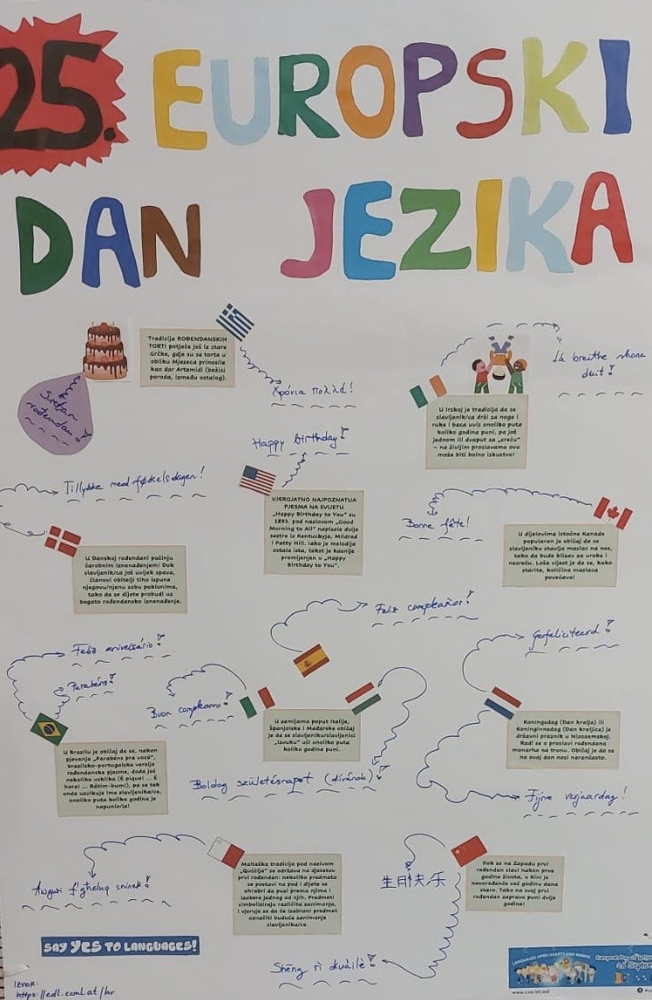 25. EUROPSKI
DAN JEZIKA
Tradicija ROĐENDANSKIH
TORTI potječe još iz stare
Grčke, gdje su se torte u
obliku Mjeseca prinosile
kao dar Artemidi (božici
poroda, između ostalog).
Sretan
rođendan!
Χρόνια πολλά!
Lá breithe shona
duit!
U Irskoj je tradicija da se
slavljenik/ca drži za noge i
ruke i baca uvis onoliko puta
koliko godina puni, pa još
jednom ili dvaput za „sreću“
– na življim proslavama ovo
može biti bolno iskustvo!
Happy birthday!
Tillykke med fødselsdagen!
VJEROJATNO NAJPOZNATIJA
PJESMA NA SVIJETU
„Happy Birthday to You“ su
1893. pod naslovom „Good
Morning to All“ napisale dvije
sestre iz Kentuckyja, Mildred
i Patty Hill. Iako je melodija
ostala ista, tekst je kasnije
promijenjen u „Happy
Birthday to You“.
Bonne fête!
U dijelovima istočne Kanade
popularan je običaj da se
slavljeniku stavlja maslac na nos,
tako da bude klizav za uroke i
nesreću. Loša vijest je da se, kako
starite, količina maslaca
povećava!
U Danskoj rođendani počinju
čarobnim iznenađenjem! Dok
slavljenik/ca još uvijek spava,
članovi obitelji tiho ispune
njegovu/njenu sobu poklonima,
tako da se dijete probudi uz
bogato rođendansko iznenađenje.
Feliz cumpleaños!
Feliz aniversário!
Parabéns!
Gefeliciteerd!
Buon compleanno!
U zemljama poput Italije,
Španjolske i Mađarske običaj
je da se slavljeniku/slavljenici
„izvuku“ uši onoliko puta
koliko godina puni.
Koningsdag (Dan kralja) ili
Koninginnedag (Dan kraljice) je
državni praznik u Nizozemskoj.
Radi se o proslavi rođendana
monarha na tronu. Običaj je da se
na ovaj dan nosi narančasto.
U Brazilu je običaj da se, nakon
pjevanja „Parabéns pra você“,
brazilsko-portugalske verzije
rođendanske pjesme, doda još
nekoliko usklika (É pique! ... É
hora! ... Rátim-bum!), pa se tek
onda uzvikuje ime slavljenika/ce,
onoliko puta koliko godina je
napunio/la!
Boldog születésnapot (kívánok)!
Fijne verjaardag!
Malteška tradicija pod nazivom
„Quċċija“ se održava na djetetov
prvi rođendan: nekoliko predmeta
se postavi na pod i dijete se
ohrabri da puzi prema njima i
izabere jednog od njih. Predmeti
simboliziraju različita zanimanja,
i vjeruje se da će izabrani predmet
označiti buduće zanimanje
slavljenika/ce.
Awguri f'għeluq sninek!
生日快乐
Dok se na Zapadu prvi
rođendan slavi nakon prve
godine života, u Kini je
novorođenče već godinu dana
staro. Tako na svoj prvi
rođendan zapravo puni dvije
godine!
Shēng rì kuàilè!
SAY YES TO LANGUAGES!
LANGUAGES OPEN HEARTS AND MINDS!
IZVOR:
https://edl.ecml.at/hr